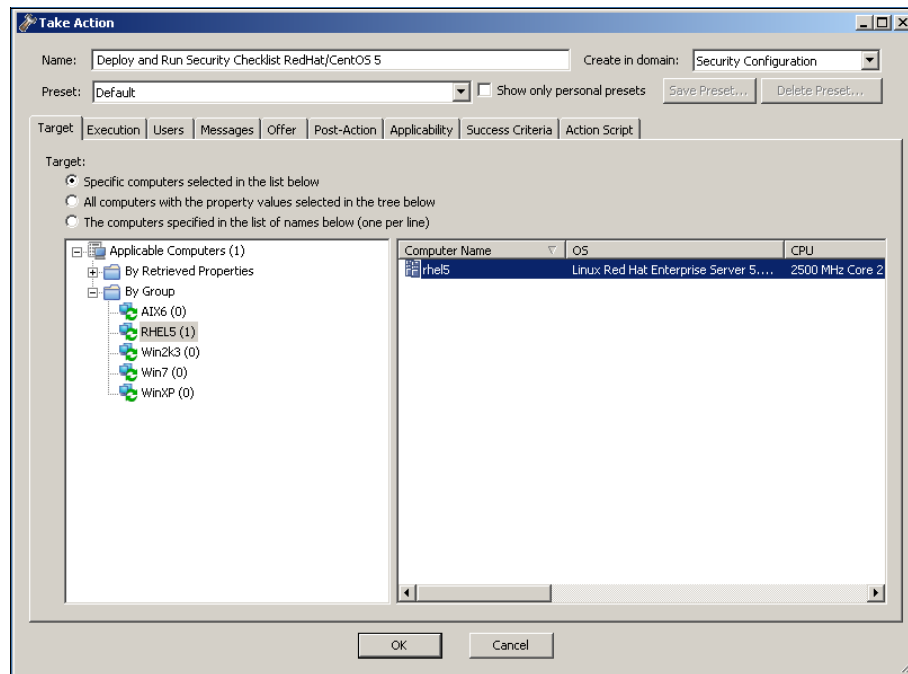 Take Action
Name: Deploy and Run Security Checklist RedHat/CentOS 5 Create in domain: Security Configuration
Preset: Default Show only personal presets Save Preset... Delete Preset...
Target Execution Users Messages Offer Post-Action Applicability Success Criteria Action Script
Target:
Specific computers selected in the list below
All computers with the property values selected in the tree below
The computers specified in the list of names below (one per line)
Applicable Computers (1) Computer Name OS CPU
By Retrieved Properties rhel5 Linux Red Hat Enterprise Server 5.... 2500 MHz Core 2
By Group
AIX6 (0)
RHEL5 (1)
Win2k3 (0)
Win7 (0)
WinXP (0)
OK Cancel